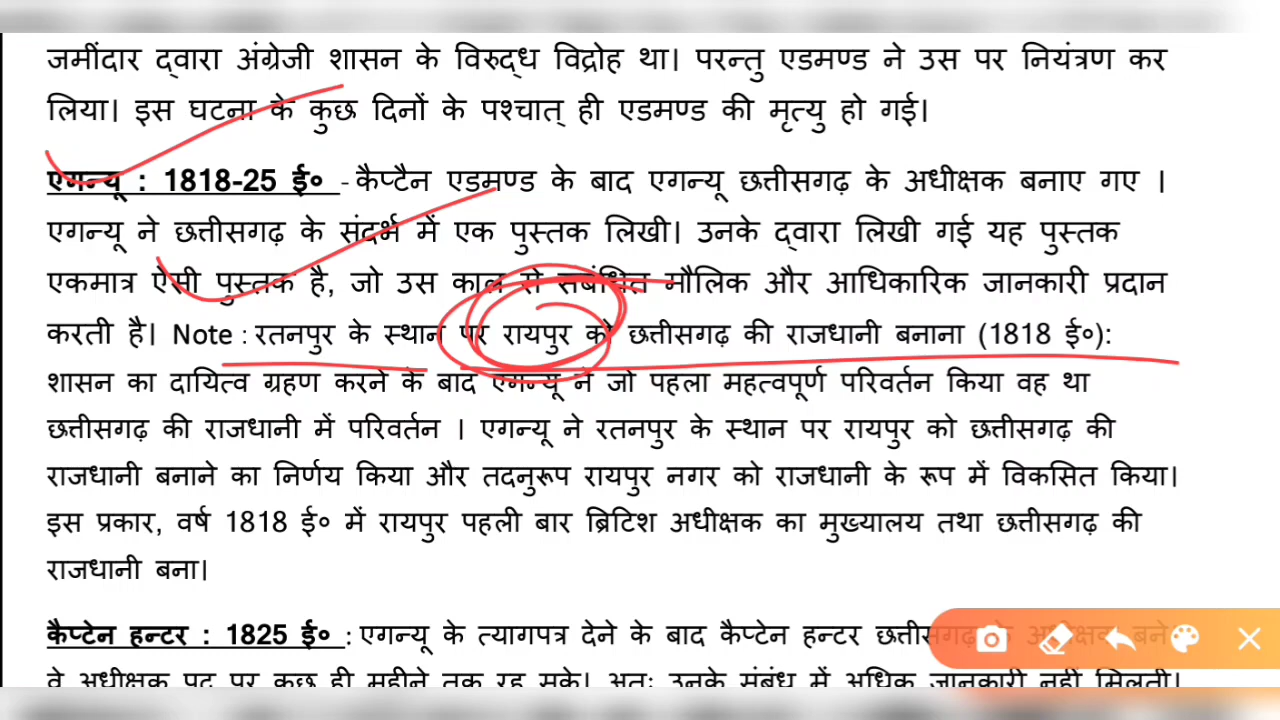 जमींदार द्वारा अंग्रेजी शासन के विरुद्ध विद्रोह था। परन्तु एडमण्ड ने उस पर नियंत्रण कर
लिया। इस घटना के कुछ दिनों के पश्चात् ही एडमण्ड की मृत्यु हो गई।
एगन्यू : 1818-25 ई० - कैप्टैन एडमण्ड के बाद एगन्यू छत्तीसगढ़ के अधीक्षक बनाए गए ।
एगन्यू ने छत्तीसगढ़ के संदर्भ में एक पुस्तक लिखी। उनके द्वारा लिखी गई यह पुस्तक
एकमात्र ऐसी पुस्तक है, जो उस काल से संबंधित मौलिक और आधिकारिक जानकारी प्रदान
करती है। Note : रतनपुर के स्थान पर रायपुर को छत्तीसगढ़ की राजधानी बनाना (1818 ई०):
शासन का दायित्व ग्रहण करने के बाद एगन्यू ने जो पहला महत्वपूर्ण परिवर्तन किया वह था
छत्तीसगढ़ की राजधानी में परिवर्तन । एगन्यू ने रतनपुर के स्थान पर रायपुर को छत्तीसगढ़ की
राजधानी बनाने का निर्णय किया और तदनुरूप रायपुर नगर को राजधानी के रूप में विकसित किया।
इस प्रकार, वर्ष 1818 ई० में रायपुर पहली बार ब्रिटिश अधीक्षक का मुख्यालय तथा छत्तीसगढ़ की
राजधानी बना।
कैप्टेन हन्टर : 1825 ई० : एगन्यू के त्यागपत्र देने के बाद कैप्टेन हन्टर छत्तीसगढ़ के अधीक्षक बने
वे अधीक्षक पद पर कुछ ही महीने तक रह सके। अतः उनके संबंध में अधिक जानकारी नहीं मिलती।